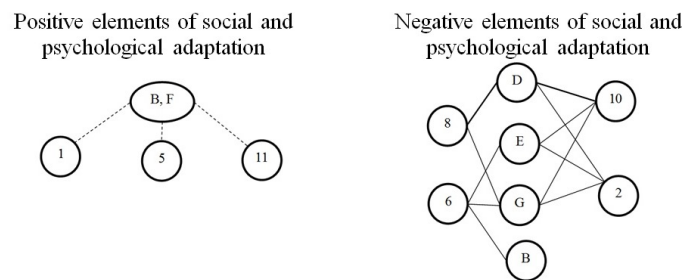 Positive elements of social and
psychological adaptation
B, F
1
5
11
Negative elements of social and
psychological adaptation
D
10
8
E
6
G
2
B